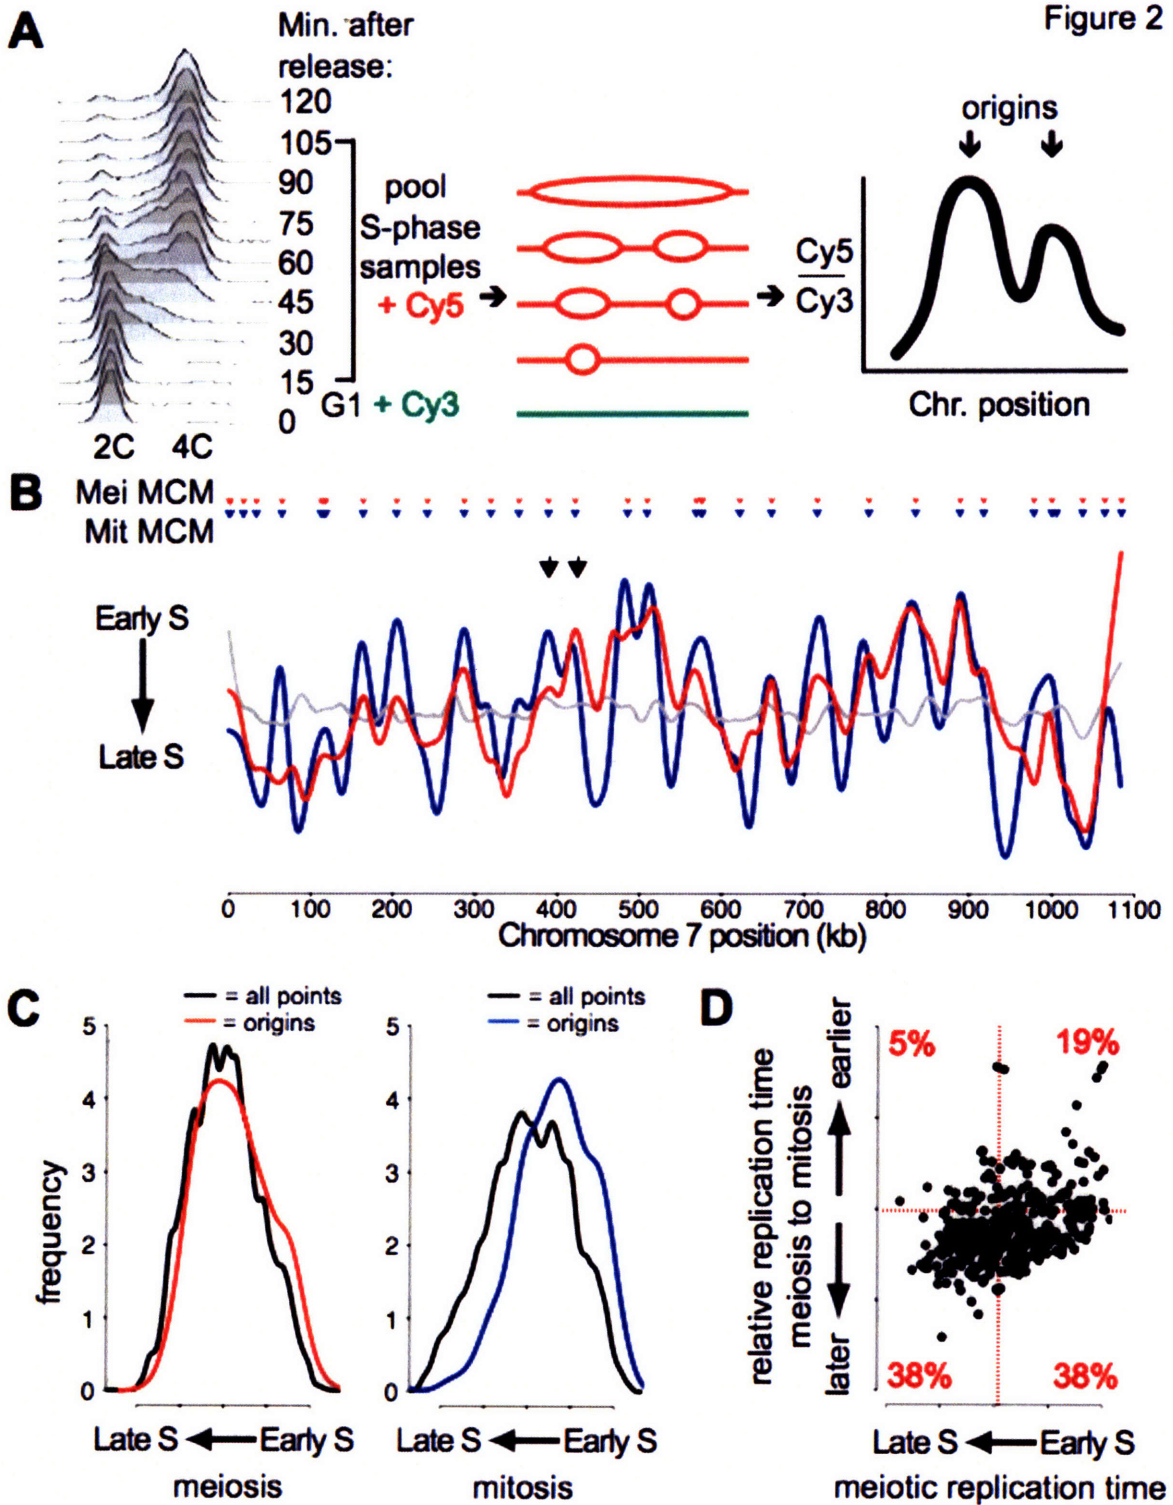 Figure 2
A
Min. after
release:
120
105
90
75
60
45
30
15
0
2C 4C
pool
S-phase
samples
+ Cy5
G1 + Cy3
Cy5
Cy3
origins
Chr. position
B
Mei MCM
Mit MCM
Early S
Late S
0 100 200 300 400 500 600 700 800 900 1000 1100
Chromosome 7 position (kb)
C
= all points
= origins
= all points
= origins
frequency
5
4
3
2
1
0
5
4
3
2
1
0
Late S Early S
meiosis
Late S Early S
mitosis
D
relative replication time
meiosis to mitosis
later earlier
5% 19%
38% 38%
Late S Early S
meiotic replication time